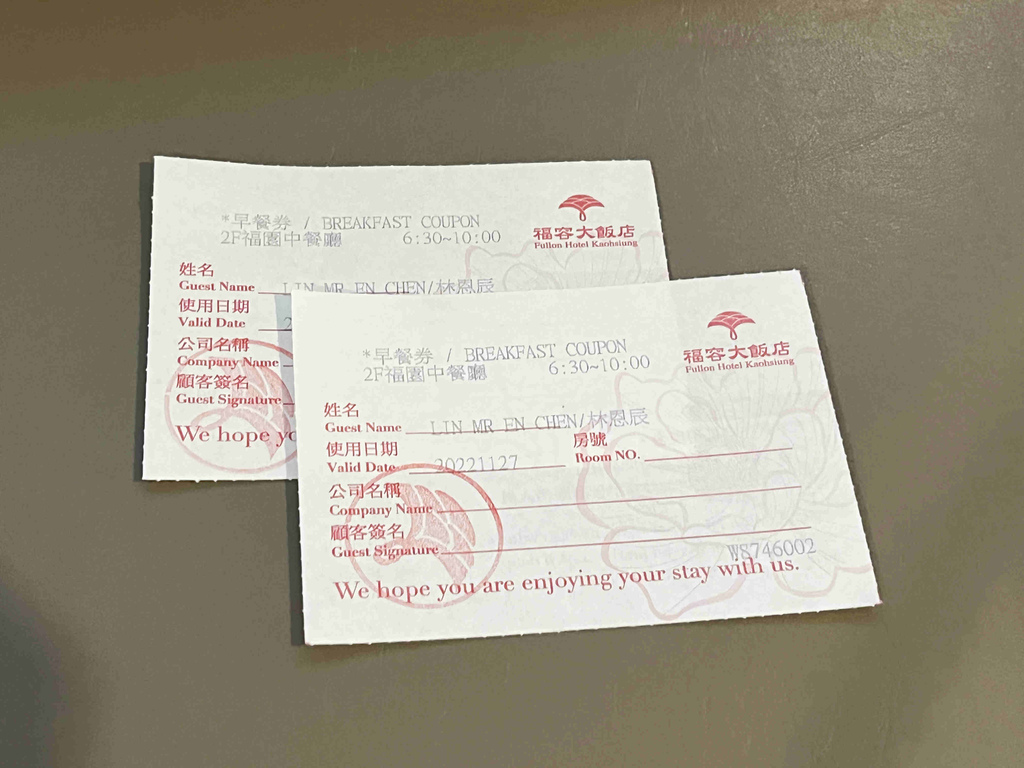 *早餐券 / BREAKFAST COUPON
2F福園中餐廳 6:30~10:00
福容大飯店
Fullon Hotel Kaohsiung
姓名
Guest Name LIN MR EN CHEN/林恩辰
使用日期
Valid Date 2
公司名稱
Company Name
顧客簽名
Guest Signature
We hope yo
*早餐券 / BREAKFAST COUPON
2F福園中餐廳 6:30~10:00
福容大飯店
Fullon Hotel Kaohsiung
姓名
Guest Name LIN MR EN CHEN/林恩辰
使用日期 房號
Valid Date 20221127 Room NO.
公司名稱
Company Name
顧客簽名
Guest Signature
W8746002
We hope you are enjoying your stay with us.